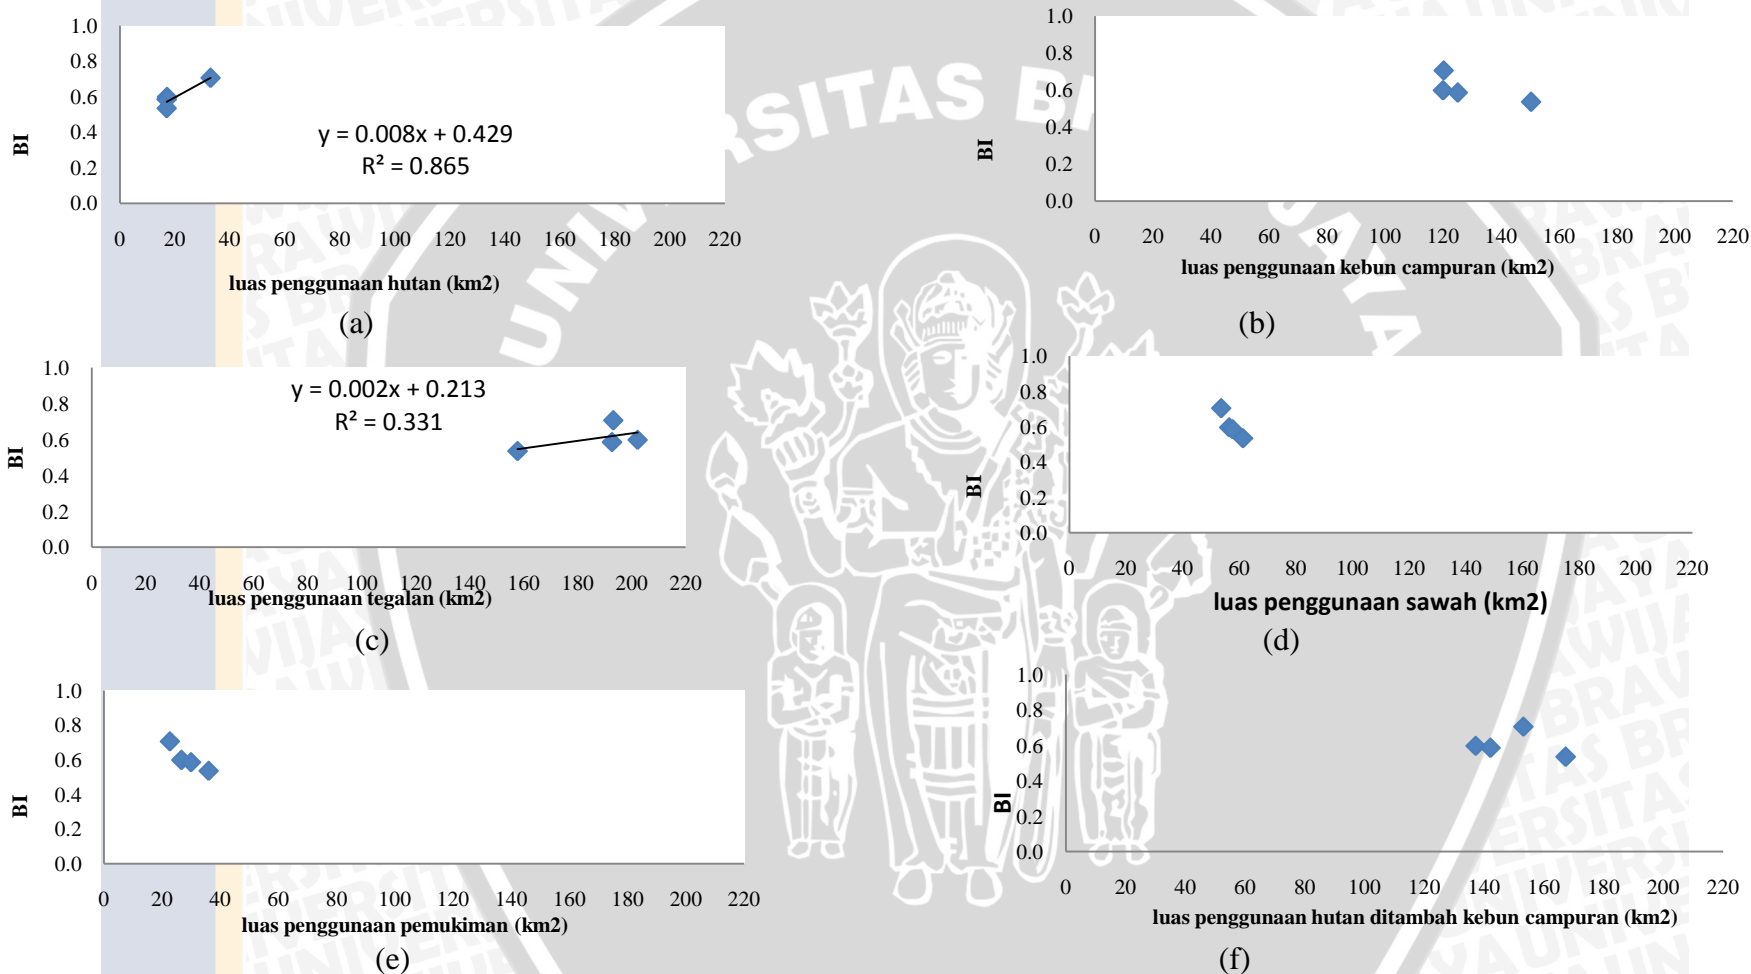 1.0
0.8
0.6
0.4
0.2
0.0
BI
y = 0.008x + 0.429
R² = 0.865
0 20 40 60 80 100 120 140 160 180 200 220
luas penggunaan hutan (km2)
(a)
1.0
0.8
0.6
0.4
0.2
0.0
BI
0 20 40 60 80 100 120 140 160 180 200 220
luas penggunaan kebun campuran (km2)
(b)
1.0
0.8
0.6
0.4
0.2
0.0
BI
y = 0.002x + 0.213
R² = 0.331
0 20 40 60 80 100 120 140 160 180 200 220
luas penggunaan tegalan (km2)
(c)
1.0
0.8
0.6
0.4
0.2
0.0
BI
0 20 40 60 80 100 120 140 160 180 200 220
luas penggunaan sawah (km2)
(d)
1.0
0.8
0.6
0.4
0.2
0.0
BI
0 20 40 60 80 100 120 140 160 180 200 220
luas penggunaan pemukiman (km2)
(e)
1.0
0.8
0.6
0.4
0.2
0.0
BI
0 20 40 60 80 100 120 140 160 180 200 220
luas penggunaan hutan ditambah kebun campuran (km2)
(f)